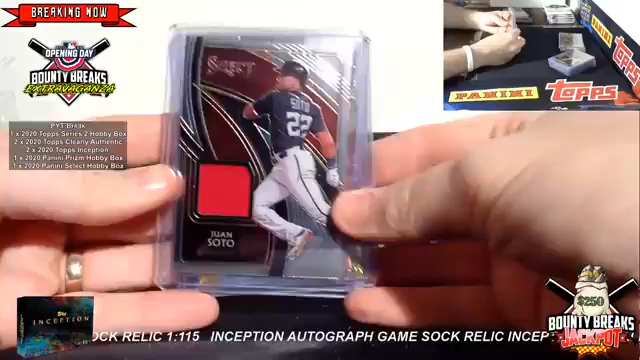 BREAKING NOW
OPENING DAY
BOUNTY BREAKS
EXTRAVAGANZA
PYT Break
1 x 2020 Topps Series 2 Hobby Box
2 x 2020 Topps Clearly Authentic
2 x 2020 Topps Inception
1 x 2020 Panini Prizm Hobby Box
1 x 2020 Panini Select Hobby Box
SELECT
SOTO
22
JUAN
SOTO
PANINI
topps
PANINI
topps
Topps
INCEPTION
OCK RELIC 1:115 INCEPTION AUTOGRAPH GAME SOCK RELIC INCEP
$250
BOUNTY BREAKS
JACKPOT